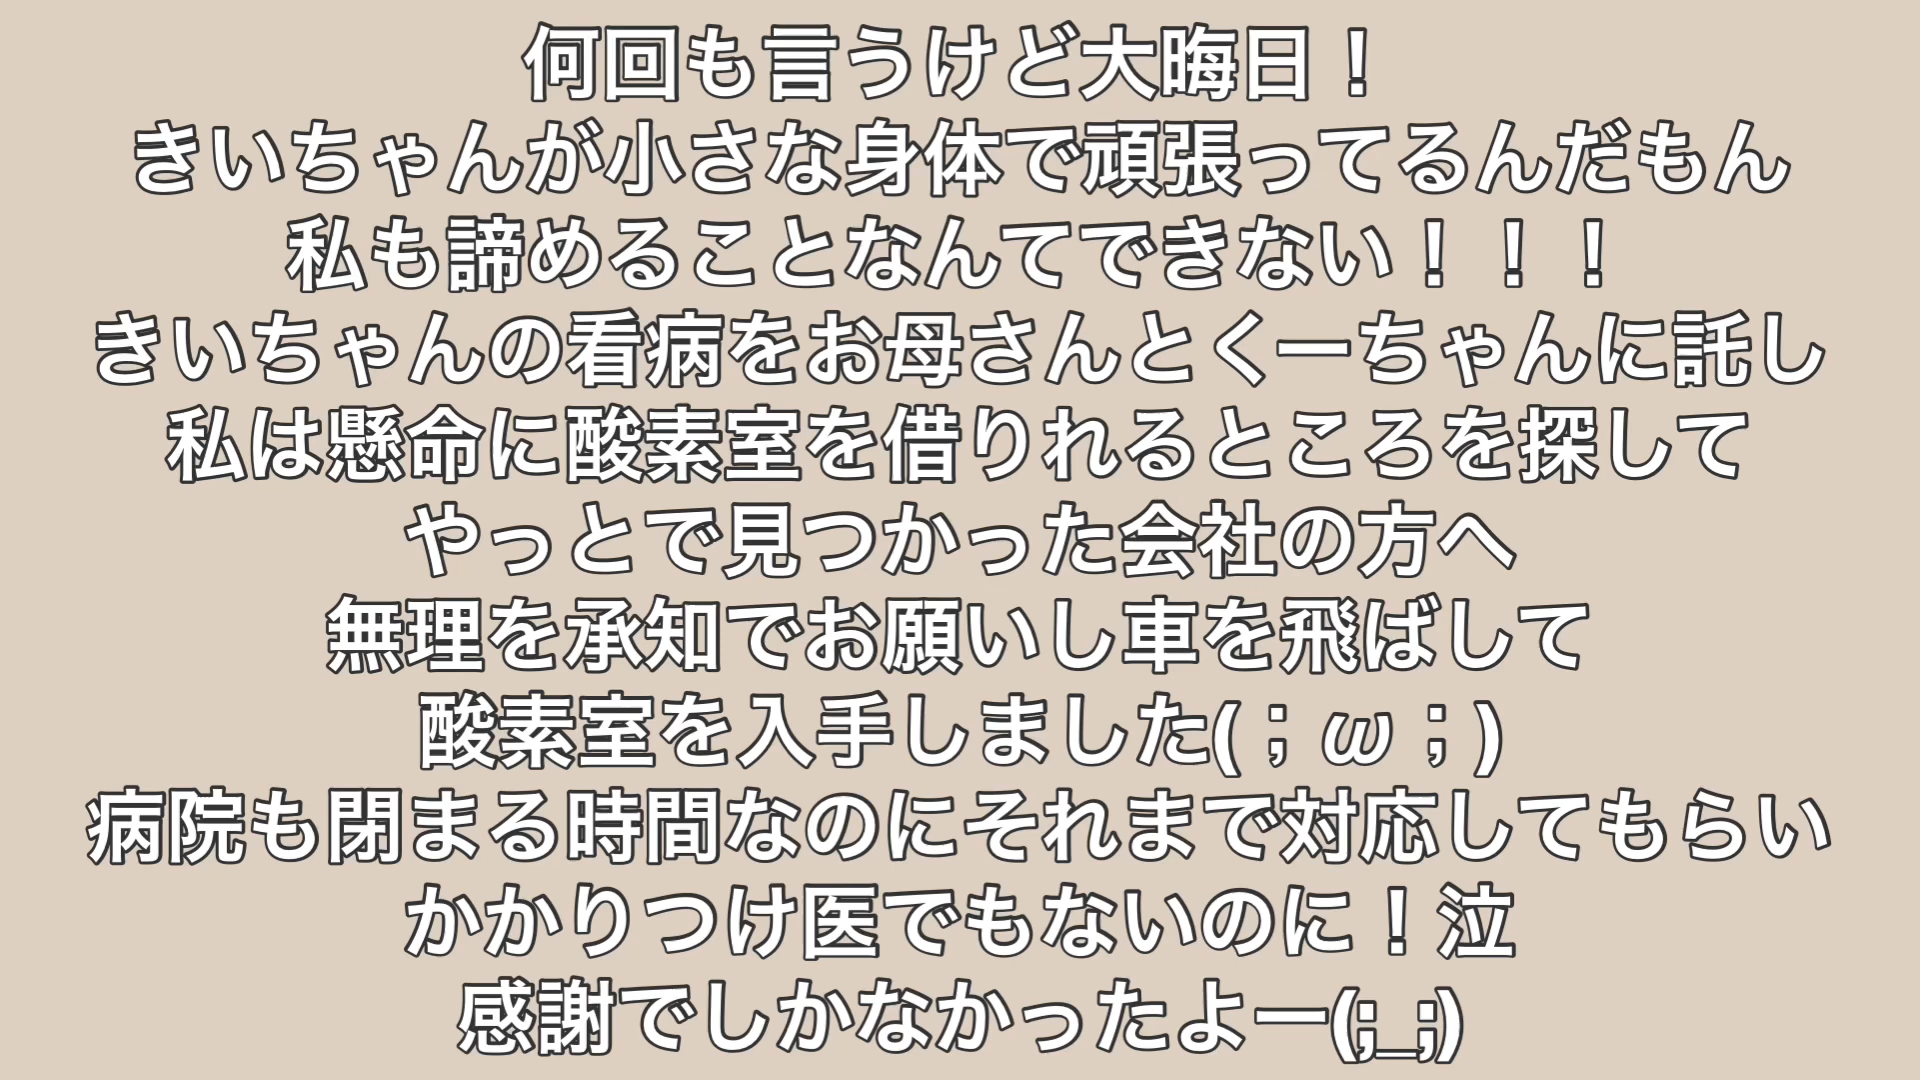 何回も言うけど大晦日！
きいちゃんが小さな身体で頑張ってるんだもん
私も諦めることなんてできない！！！
きいちゃんの看病をお母さんとくーちゃんに託し
私は懸命に酸素室を借りれるところを探して
やっとで見つかった会社の方へ
無理を承知でお願いし車を飛ばして
酸素室を入手しました(；ω；)
病院も閉まる時間なのにそれまで対応してもらい
かかりつけ医でもないのに！泣
感謝でしかなかったよー(;_;)